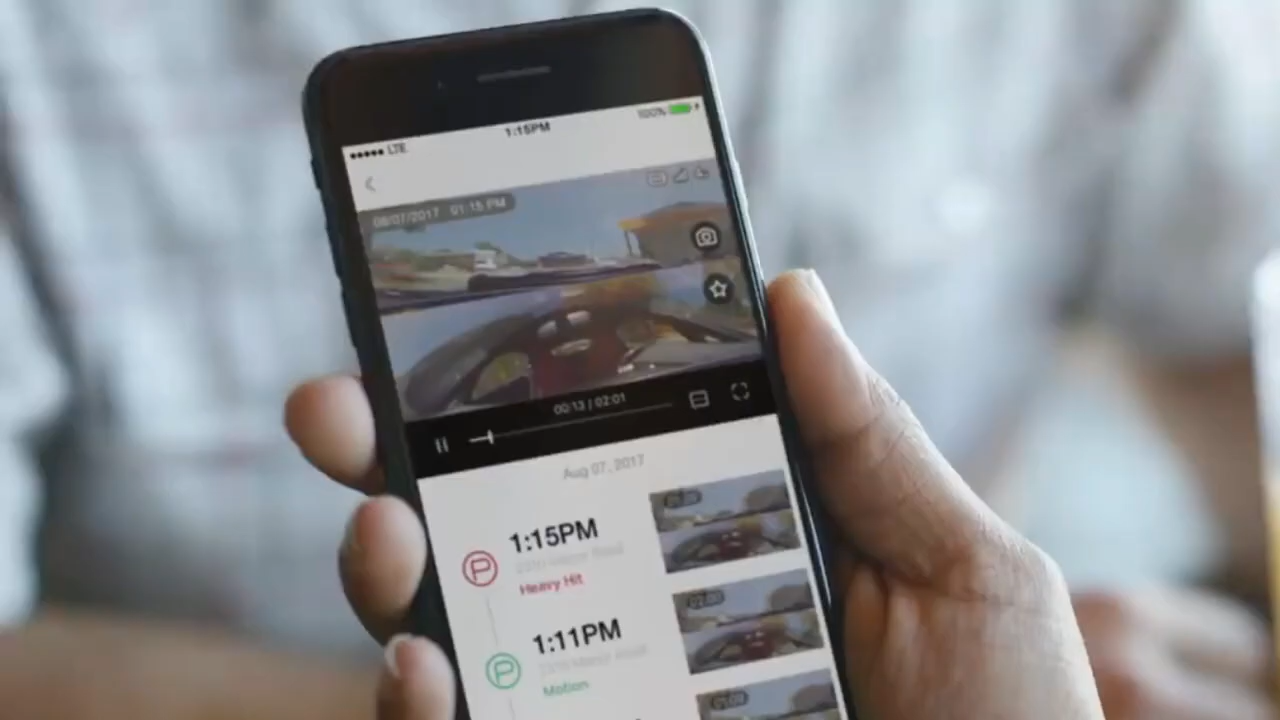 LTE
1:15PM
100%
08/07/2017 01:15 PM
00:13 / 02:01
Aug 07, 2017
1:15PM
Heavy Hit
1:11PM
Motion